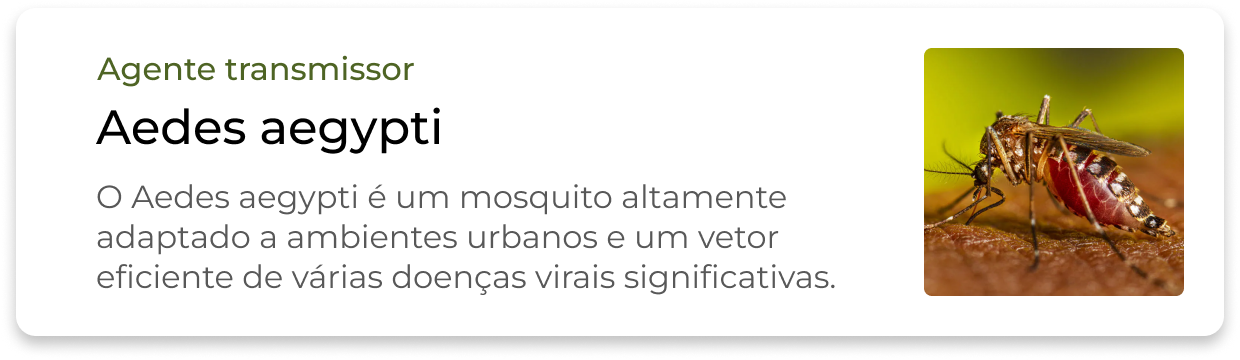 Agente transmissor
Aedes aegypti
O Aedes aegypti é um mosquito altamente
adaptado a ambientes urbanos e um vetor
eficiente de várias doenças virais significativas.